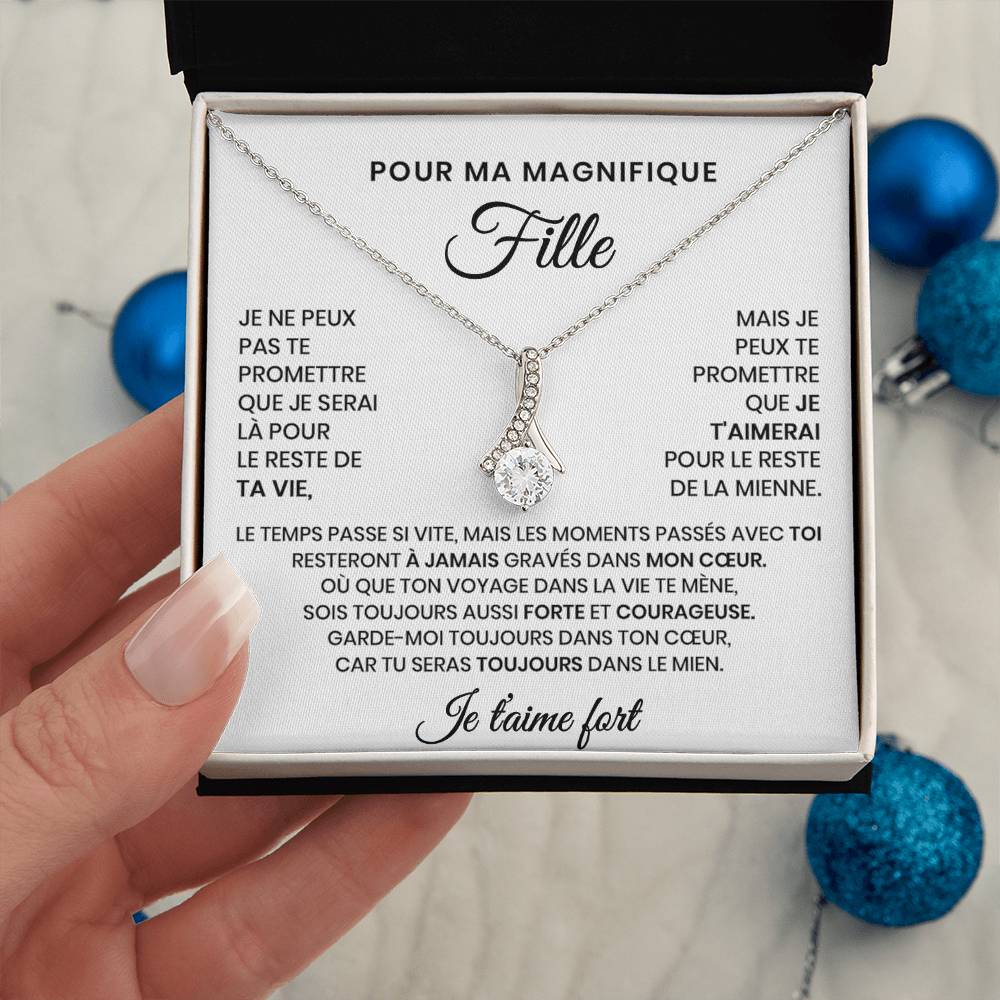 POUR MA MAGNIFIQUE
Fille
JE NE PEUX
PAS TE
PROMETTRE
QUE JE SERAI
LÀ POUR
LE RESTE DE
TA VIE,
MAIS JE
PEUX TE
PROMETTRE
QUE JE
T'AIMERAI
POUR LE RESTE
DE LA MIENNE.
LE TEMPS PASSE SI VITE, MAIS LES MOMENTS PASSÉS AVEC TOI
RESTERONT À JAMAIS GRAVÉS DANS MON CŒUR.
OÙ QUE TON VOYAGE DANS LA VIE TE MÈNE,
SOIS TOUJOURS AUSSI FORTE ET COURAGEUSE.
GARDE-MOI TOUJOURS DANS TON CŒUR,
CAR TU SERAS TOUJOURS DANS LE MIEN.
Je t'aime fort